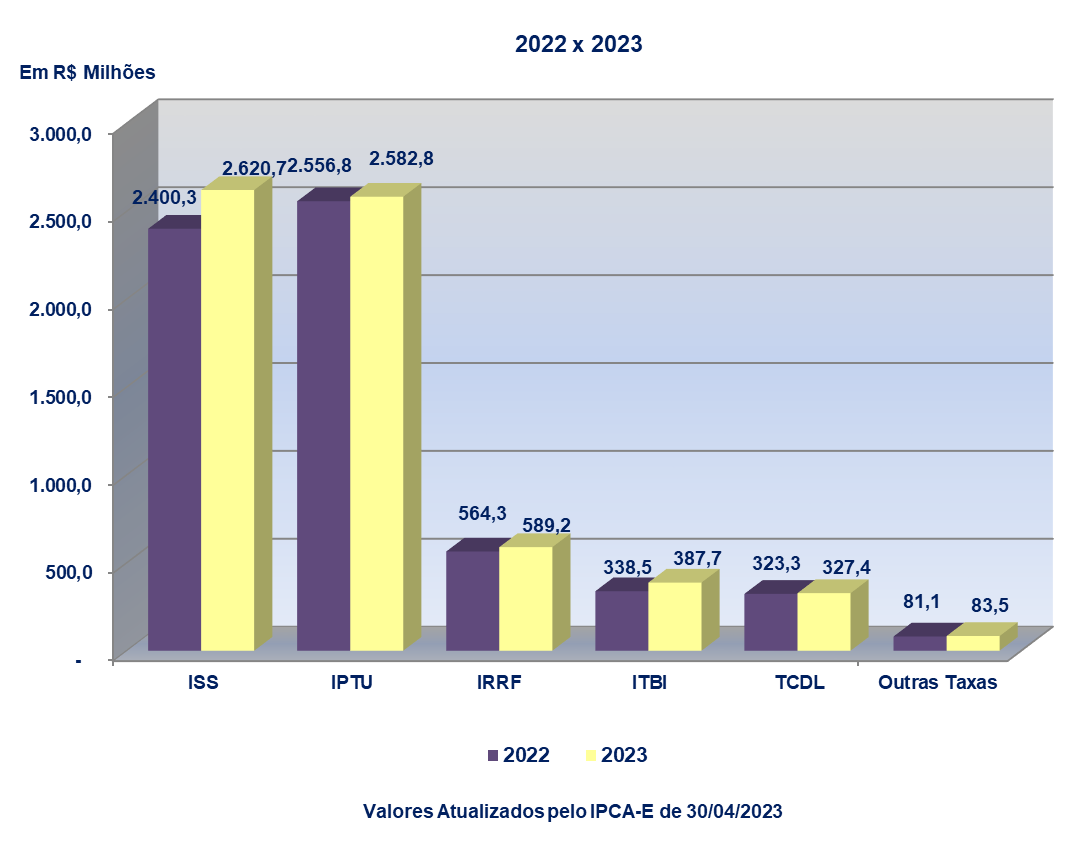 2022 x 2023
Em R$ Milhões
3.000,0
2.500,0
2.000,0
1.500,0
1.000,0
500,0
-
2.400,3
2.620,7
2.556,8
2.582,8
564,3
589,2
338,5
387,7
323,3
327,4
81,1
83,5
ISS
IPTU
IRRF
ITBI
TCDL
Outras Taxas
2022
2023
Valores Atualizados pelo IPCA-E de 30/04/2023